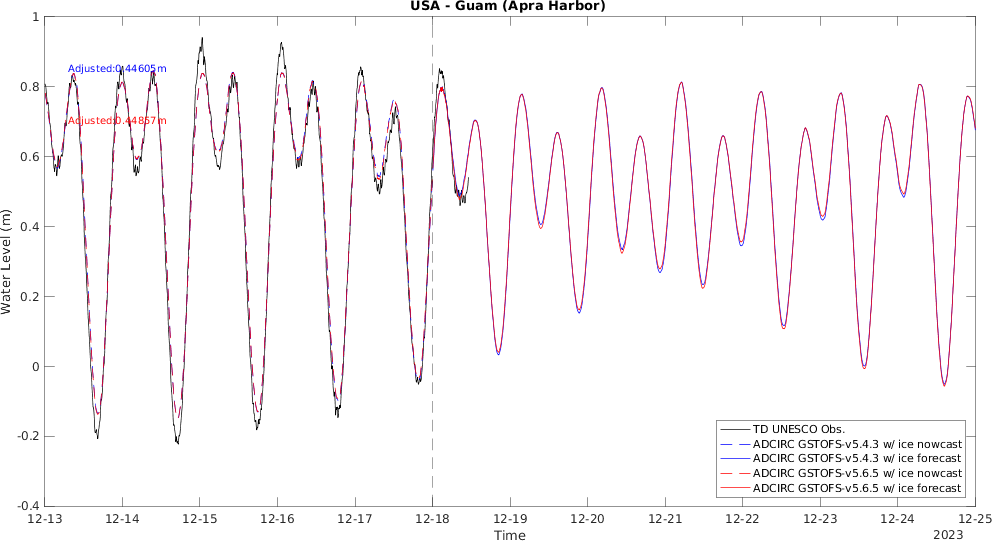 USA - Guam (Apra Harbor)
1
0.8
0.6
0.4
0.2
0
-0.2
-0.4
Water Level (m)
Adjusted:0.44605m
Adjusted:0.44857m
TD UNESCO Obs.
ADCIRC GSTOFS-v5.4.3 w/ ice nowcast
ADCIRC GSTOFS-v5.4.3 w/ ice forecast
ADCIRC GSTOFS-v5.6.5 w/ ice nowcast
ADCIRC GSTOFS-v5.6.5 w/ ice forecast
12-13 12-14 12-15 12-16 12-17 12-18 12-19 12-20 12-21 12-22 12-23 12-24 12-25
Time
2023